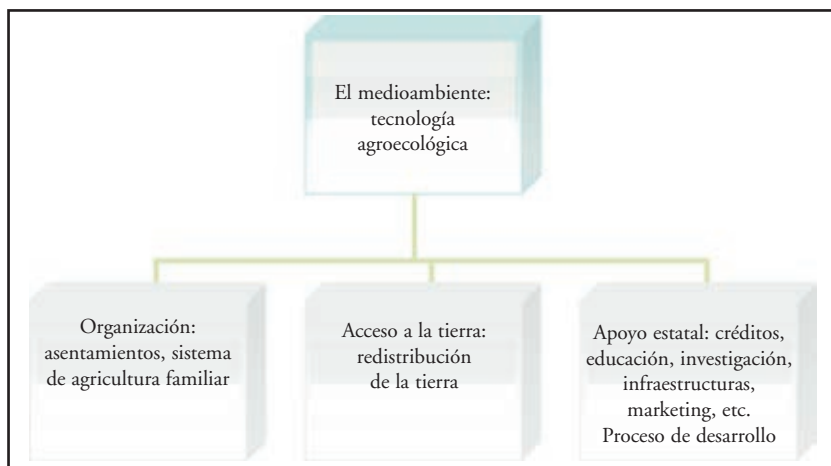 El medioambiente:
tecnología
agroecológica
Organización:
asentamientos, sistema
de agricultura familiar
Acceso a la tierra:
redistribución
de la tierra
Apoyo estatal: créditos,
educación, investigación,
infraestructuras,
marketing, etc.
Proceso de desarrollo